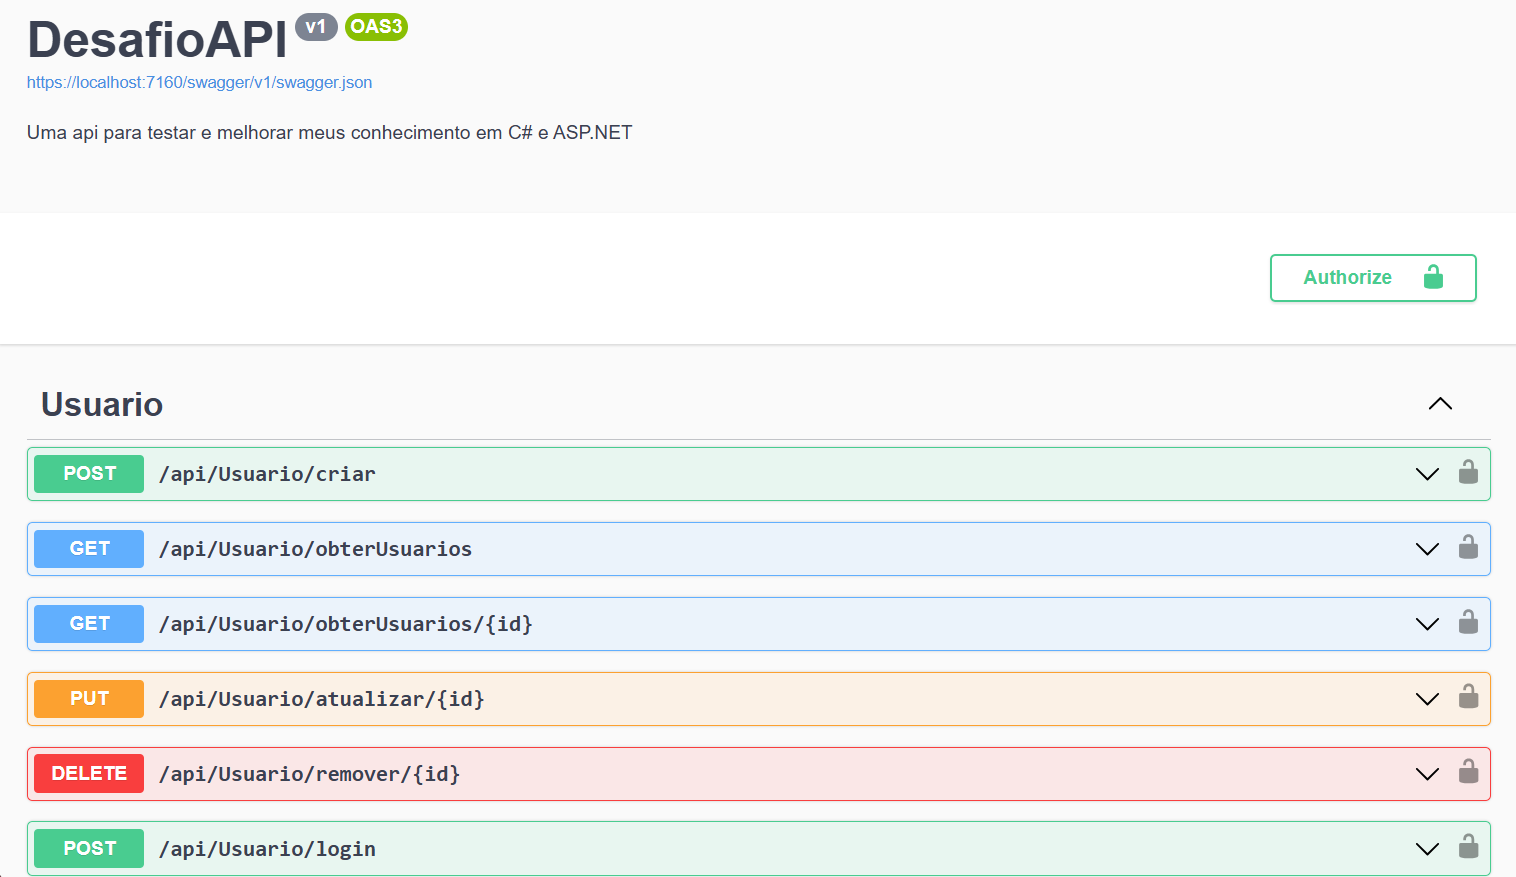 DesafioAPI v1 OAS3
https://localhost:7160/swagger/v1/swagger.json
Uma api para testar e melhorar meus conhecimento em C# e ASP.NET
Authorize
Usuario
POST /api/Usuario/criar
GET /api/Usuario/obterUsuarios
GET /api/Usuario/obterUsuarios/{id}
PUT /api/Usuario/atualizar/{id}
DELETE /api/Usuario/remover/{id}
POST /api/Usuario/login